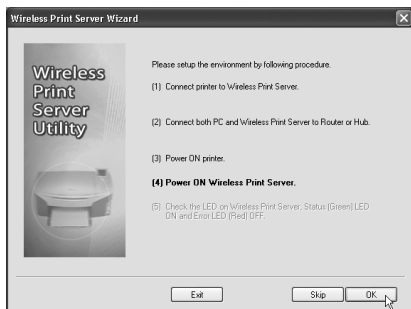 Wireless Print Server Wizard
Wireless
Print
Server
Utility
Please setup the environment by following procedure.
(1) Connect printer to Wireless Print Server.
(2) Connect both PC and Wireless Print Server to Router or Hub.
(3) Power ON printer.
(4) Power ON Wireless Print Server.
(5) Check the LED on Wireless Print Server, Status (Green) LED
ON and Error LED (Red) OFF.
Exit
Skip
OK